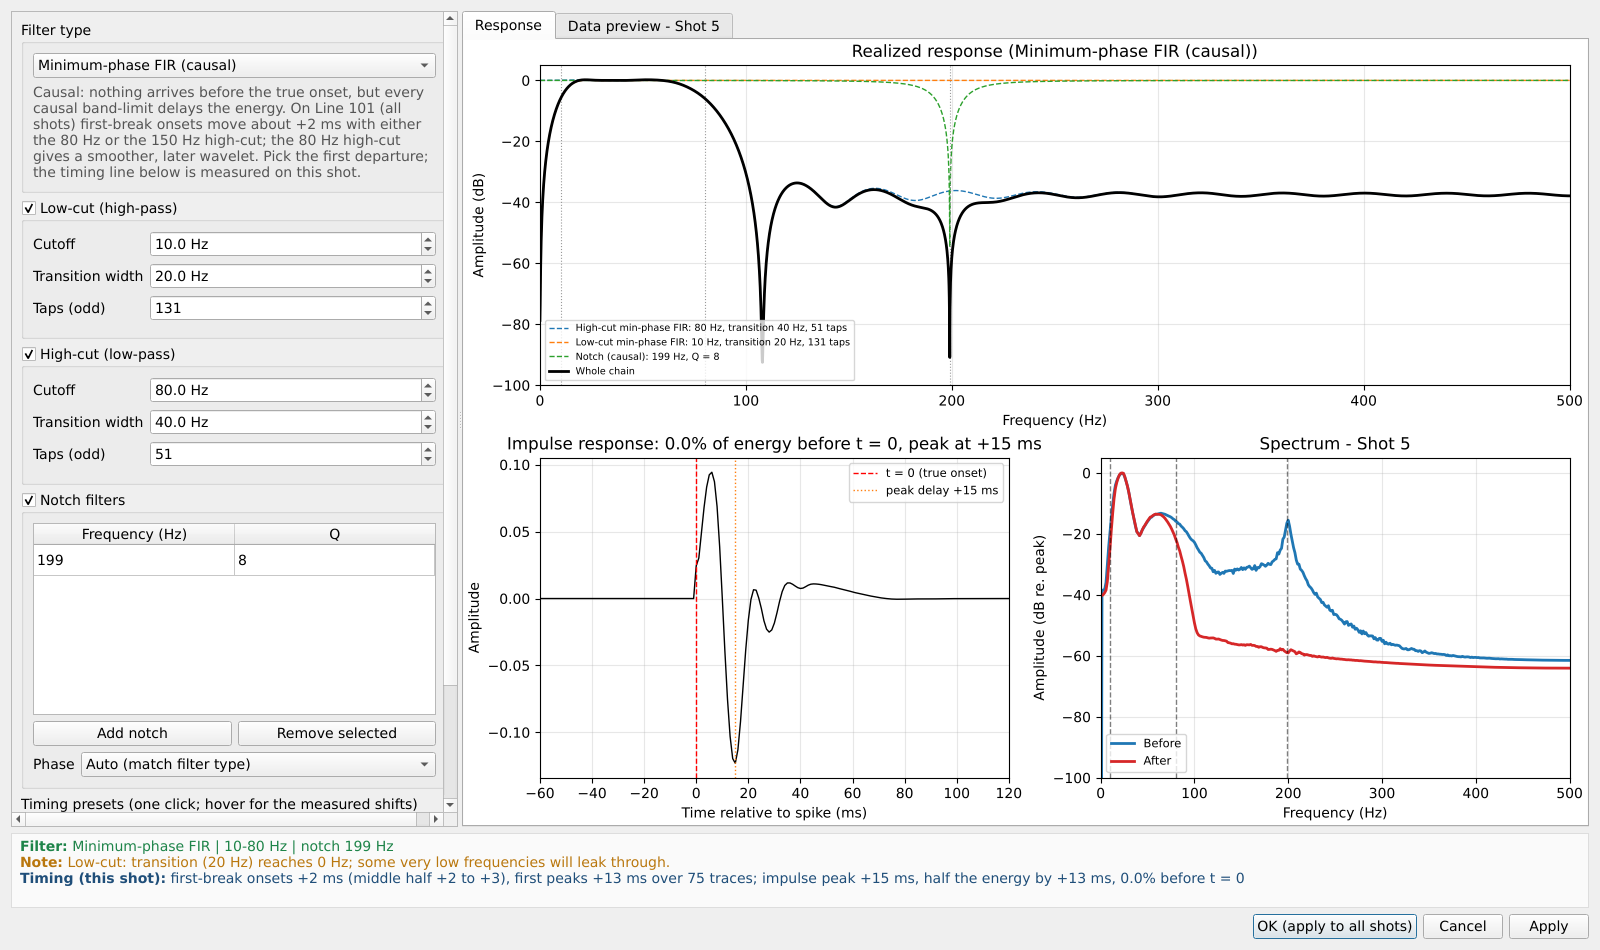 Filter type
Minimum-phase FIR (causal)
Causal: nothing arrives before the true onset, but every
causal band-limit delays the energy. On Line 101 (all
shots) first-break onsets move about +2 ms with either
the 80 Hz or the 150 Hz high-cut; the 80 Hz high-cut
gives a smoother, later wavelet. Pick the first departure;
the timing line below is measured on this shot.
Low-cut (high-pass)
Cutoff 10.0 Hz
Transition width 20.0 Hz
Taps (odd) 131
High-cut (low-pass)
Cutoff 80.0 Hz
Transition width 40.0 Hz
Taps (odd) 51
Notch filters
Frequency (Hz) Q
199 8
Add notch Remove selected
Phase Auto (match filter type)
Timing presets (one click; hover for the measured shifts)
Response Data preview - Shot 5
Realized response (Minimum-phase FIR (causal))
Amplitude (dB)
0
−20
−40
−60
−80
−100
High-cut min-phase FIR: 80 Hz, transition 40 Hz, 51 taps
Low-cut min-phase FIR: 10 Hz, transition 20 Hz, 131 taps
Notch (causal): 199 Hz, Q = 8
Whole chain
0 100 200 300 400 500
Frequency (Hz)
Impulse response: 0.0% of energy before t = 0, peak at +15 ms
Amplitude
0.10
0.05
0.00
−0.05
−0.10
t = 0 (true onset)
peak delay +15 ms
−60 −40 −20 0 20 40 60 80 100 120
Time relative to spike (ms)
Spectrum - Shot 5
Amplitude (dB re. peak)
0
−20
−40
−60
−80
−100
Before
After
0 100 200 300 400 500
Frequency (Hz)
Filter: Minimum-phase FIR | 10-80 Hz | notch 199 Hz
Note: Low-cut: transition (20 Hz) reaches 0 Hz; some very low frequencies will leak through.
Timing (this shot): first-break onsets +2 ms (middle half +2 to +3), first peaks +13 ms over 75 traces; impulse peak +15 ms, half the energy by +13 ms, 0.0% before t = 0
OK (apply to all shots) Cancel Apply